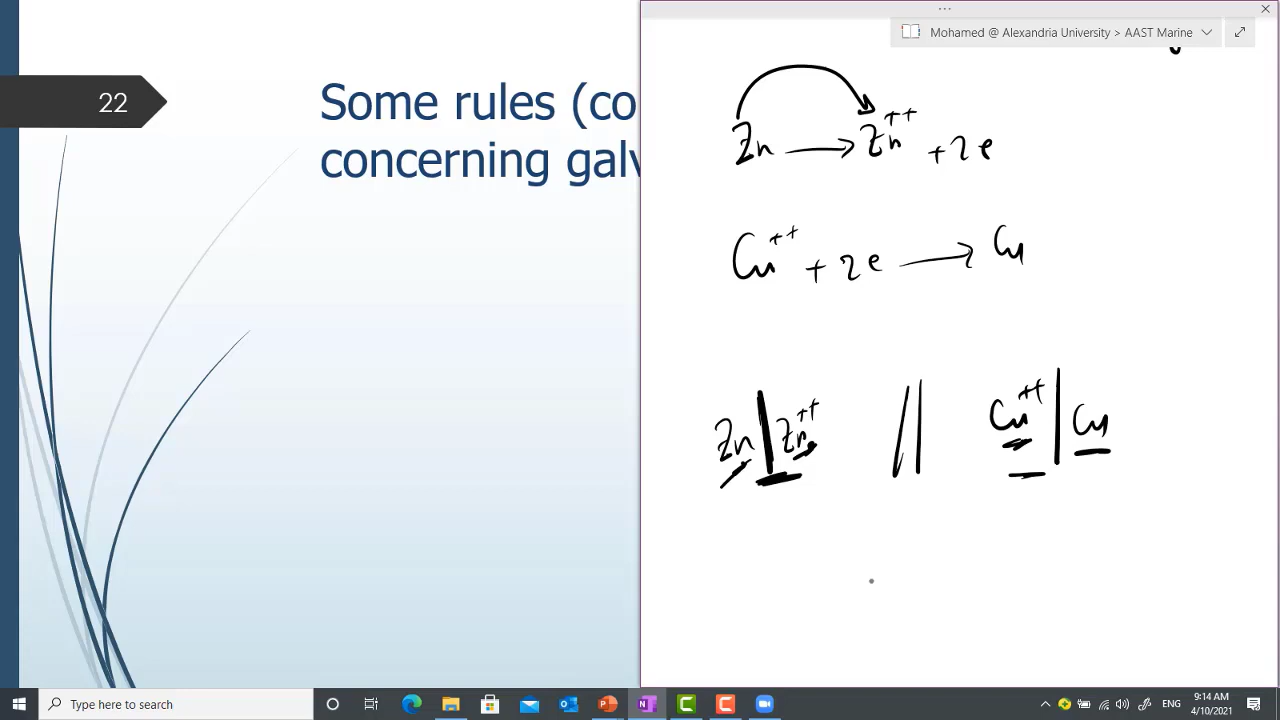 22
Some rules (co
concerning galv
Mohamed @ Alexandria University > AAST Marine
Zn → Zn++ + 2e
Cu++ + 2e → Cu
Zn | Zn++ // Cu++ | Cu
Type here to search
9:14 AM
4/10/2021